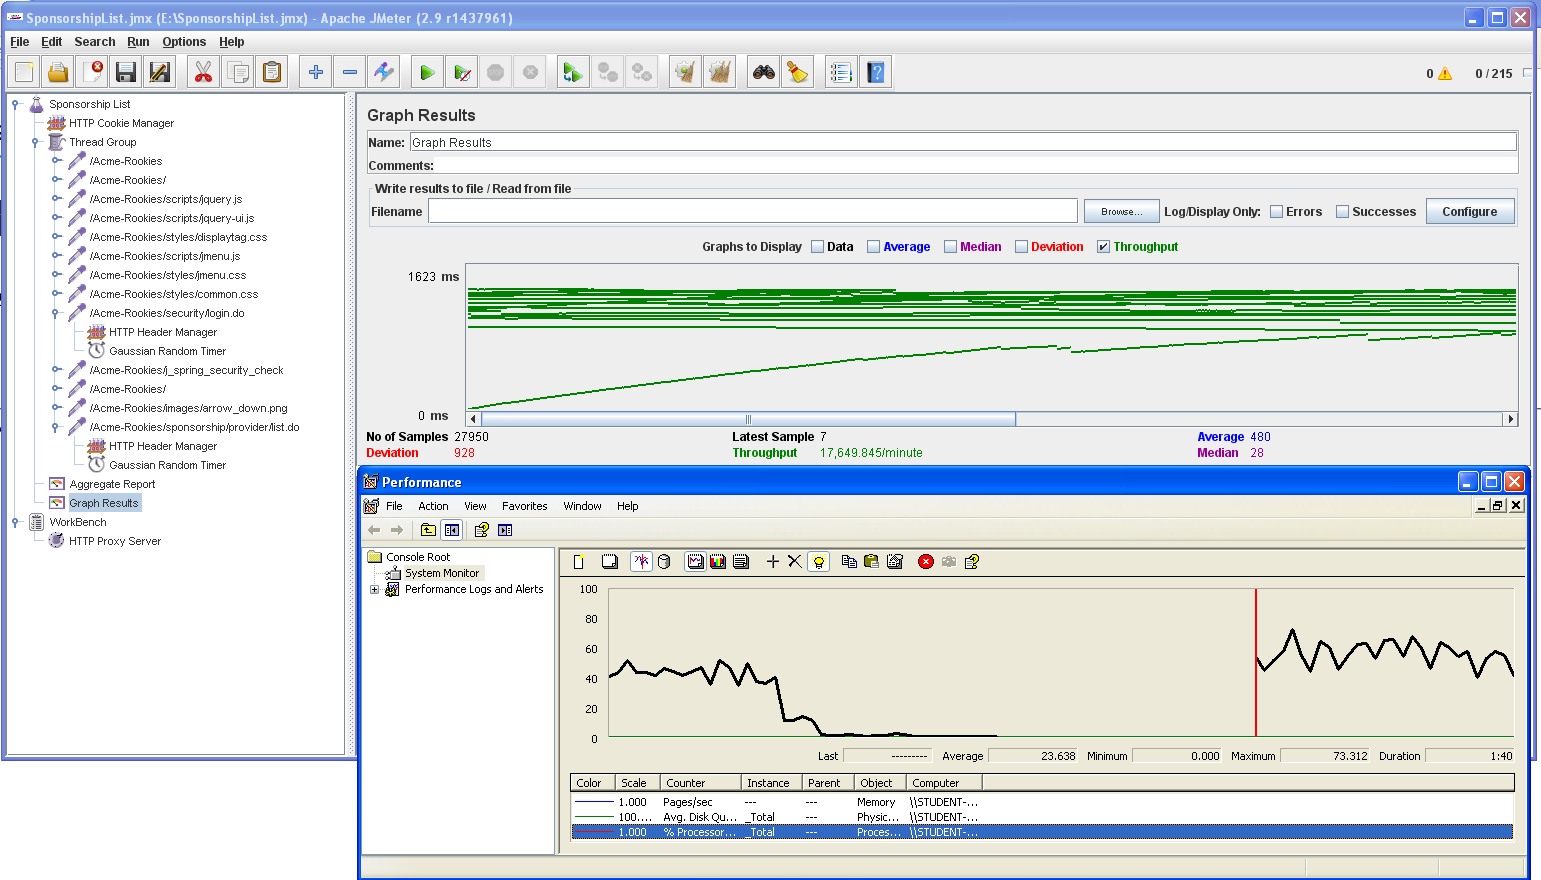 SponsorshipList.jmx (E:\SponsorshipList.jmx) - Apache JMeter (2.9 r1437961)
File Edit Search Run Options Help
0 0 / 215
Sponsorship List
HTTP Cookie Manager
Thread Group
/Acme-Rookies
/Acme-Rookies/
/Acme-Rookies/scripts/jquery.js
/Acme-Rookies/scripts/jquery-ui.js
/Acme-Rookies/styles/displaytag.css
/Acme-Rookies/scripts/jmenu.js
/Acme-Rookies/styles/jmenu.css
/Acme-Rookies/styles/common.css
/Acme-Rookies/security/login.do
HTTP Header Manager
Gaussian Random Timer
/Acme-Rookies/j_spring_security_check
/Acme-Rookies/
/Acme-Rookies/images/arrow_down.png
/Acme-Rookies/sponsorship/provider/list.do
HTTP Header Manager
Gaussian Random Timer
Aggregate Report
Graph Results
WorkBench
HTTP Proxy Server
Graph Results
Name: Graph Results
Comments:
Write results to file / Read from file
Filename Browse... Log/Display Only: Errors Successes Configure
Graphs to Display Data Average Median Deviation Throughput
1623 ms
0 ms
No of Samples 27950 Latest Sample 7 Average 480
Deviation 928 Throughput 17,649.845/minute Median 28
Performance
File Action View Favorites Window Help
Console Root
System Monitor
Performance Logs and Alerts
100
80
60
40
20
0
Last --------- Average 23.638 Minimum 0.000 Maximum 73.312 Duration 1:40
Color Scale Counter Instance Parent Object Computer
1.000 Pages/sec --- --- Memory \\STUDENT-...
100.... Avg. Disk Qu... _Total --- Physic... \\STUDENT-...
1.000 % Processor... _Total --- Proces... \\STUDENT-...